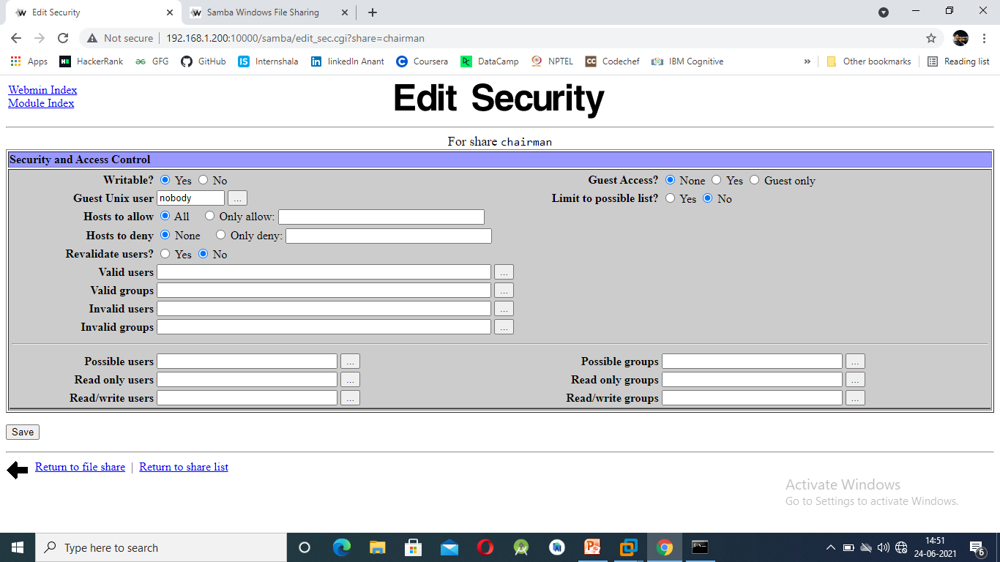 Edit Security
Samba Windows File Sharing
Not secure
192.168.1.200:10000/samba/edit_sec.cgi?share=chairman
Apps HackerRank GFG GitHub Internshala linkedIn Anant Coursera DataCamp NPTEL Codechef IBM Cognitive » Other bookmarks Reading list
Webmin Index
Module Index
Edit Security
For share chairman
Security and Access Control
Writable? Yes No Guest Access? None Yes Guest only
Guest Unix user nobody ... Limit to possible list? Yes No
Hosts to allow All Only allow:
Hosts to deny None Only deny:
Revalidate users? Yes No
Valid users ...
Valid groups ...
Invalid users ...
Invalid groups ...
Possible users ... Possible groups ...
Read only users ... Read only groups ...
Read/write users ... Read/write groups ...
Save
Return to file share | Return to share list
Activate Windows
Go to Settings to activate Windows.
Type here to search
14:51
24-06-2021
6